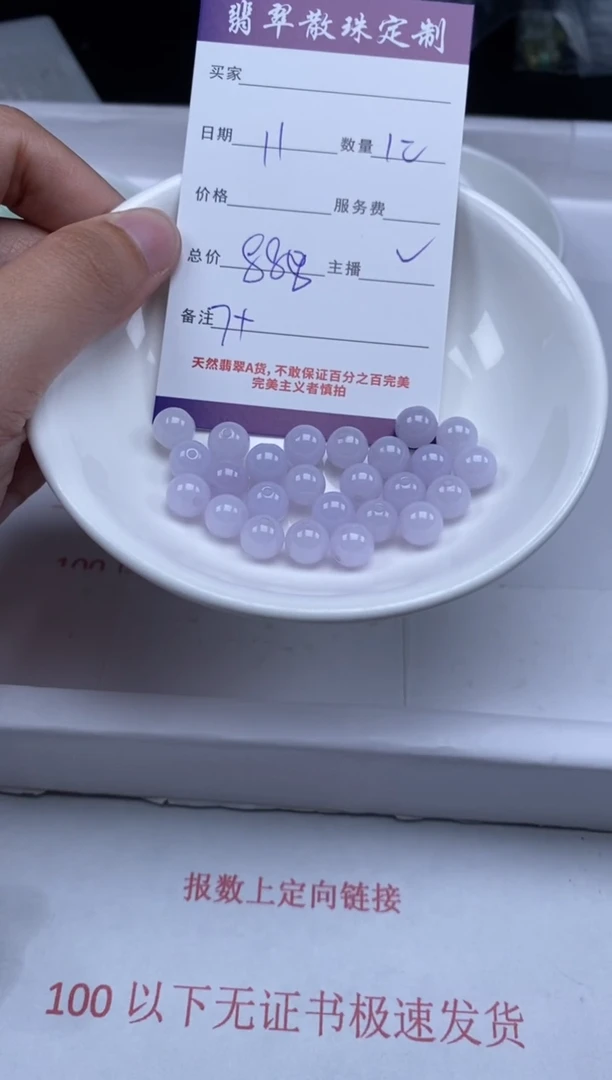 翡翠散珠定制
买家
日期 11 数量 12
价格 服务费
总价 888 主播 ✓
备注 7+
天然翡翠A货,不敢保证百分之百完美
完美主义者慎拍
报数上定向链接
100以下无证书极速发货